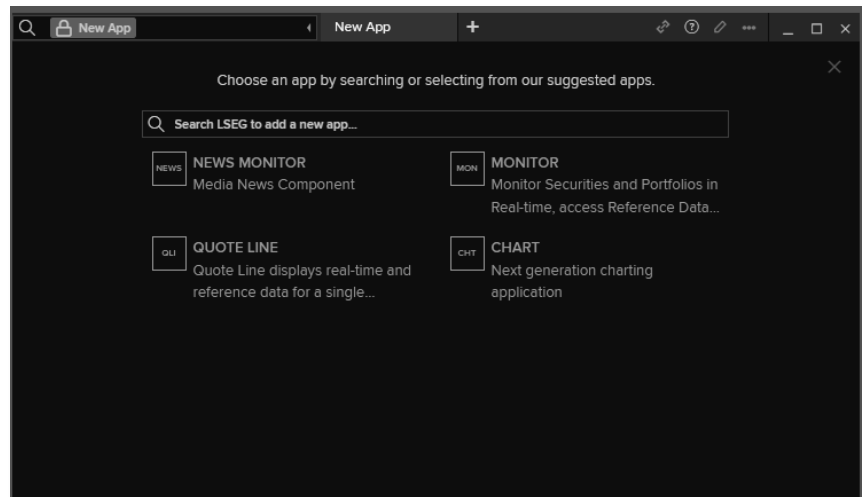 New App
New App
Choose an app by searching or selecting from our suggested apps.
Search LSEG to add a new app...
NEWS
NEWS MONITOR
Media News Component
MON
MONITOR
Monitor Securities and Portfolios in
Real-time, access Reference Data...
QLI
QUOTE LINE
Quote Line displays real-time and
reference data for a single...
CHT
CHART
Next generation charting
application